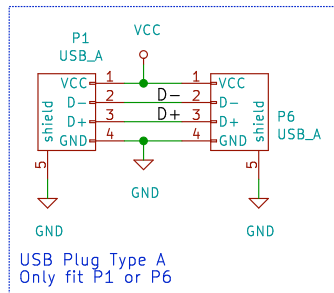 VCC
P1
USB_A
VCC 1 1 VCC
D- 2 D- 2 D-
D+ 3 D+ 3 D+
GND 4 4 GND
shield
shield
P6
USB_A
5
5
GND
GND
GND
USB Plug Type A
Only fit P1 or P6